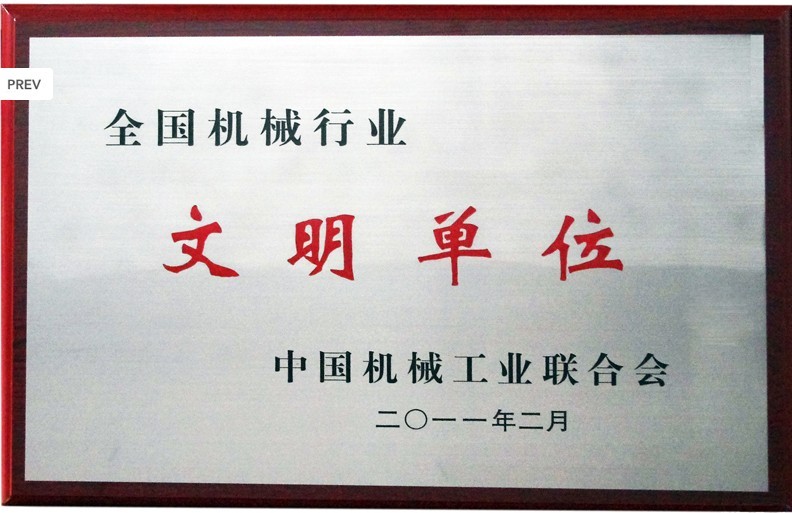 PREV
全国机械行业
文明单位
中国机械工业联合会
二〇一一年二月